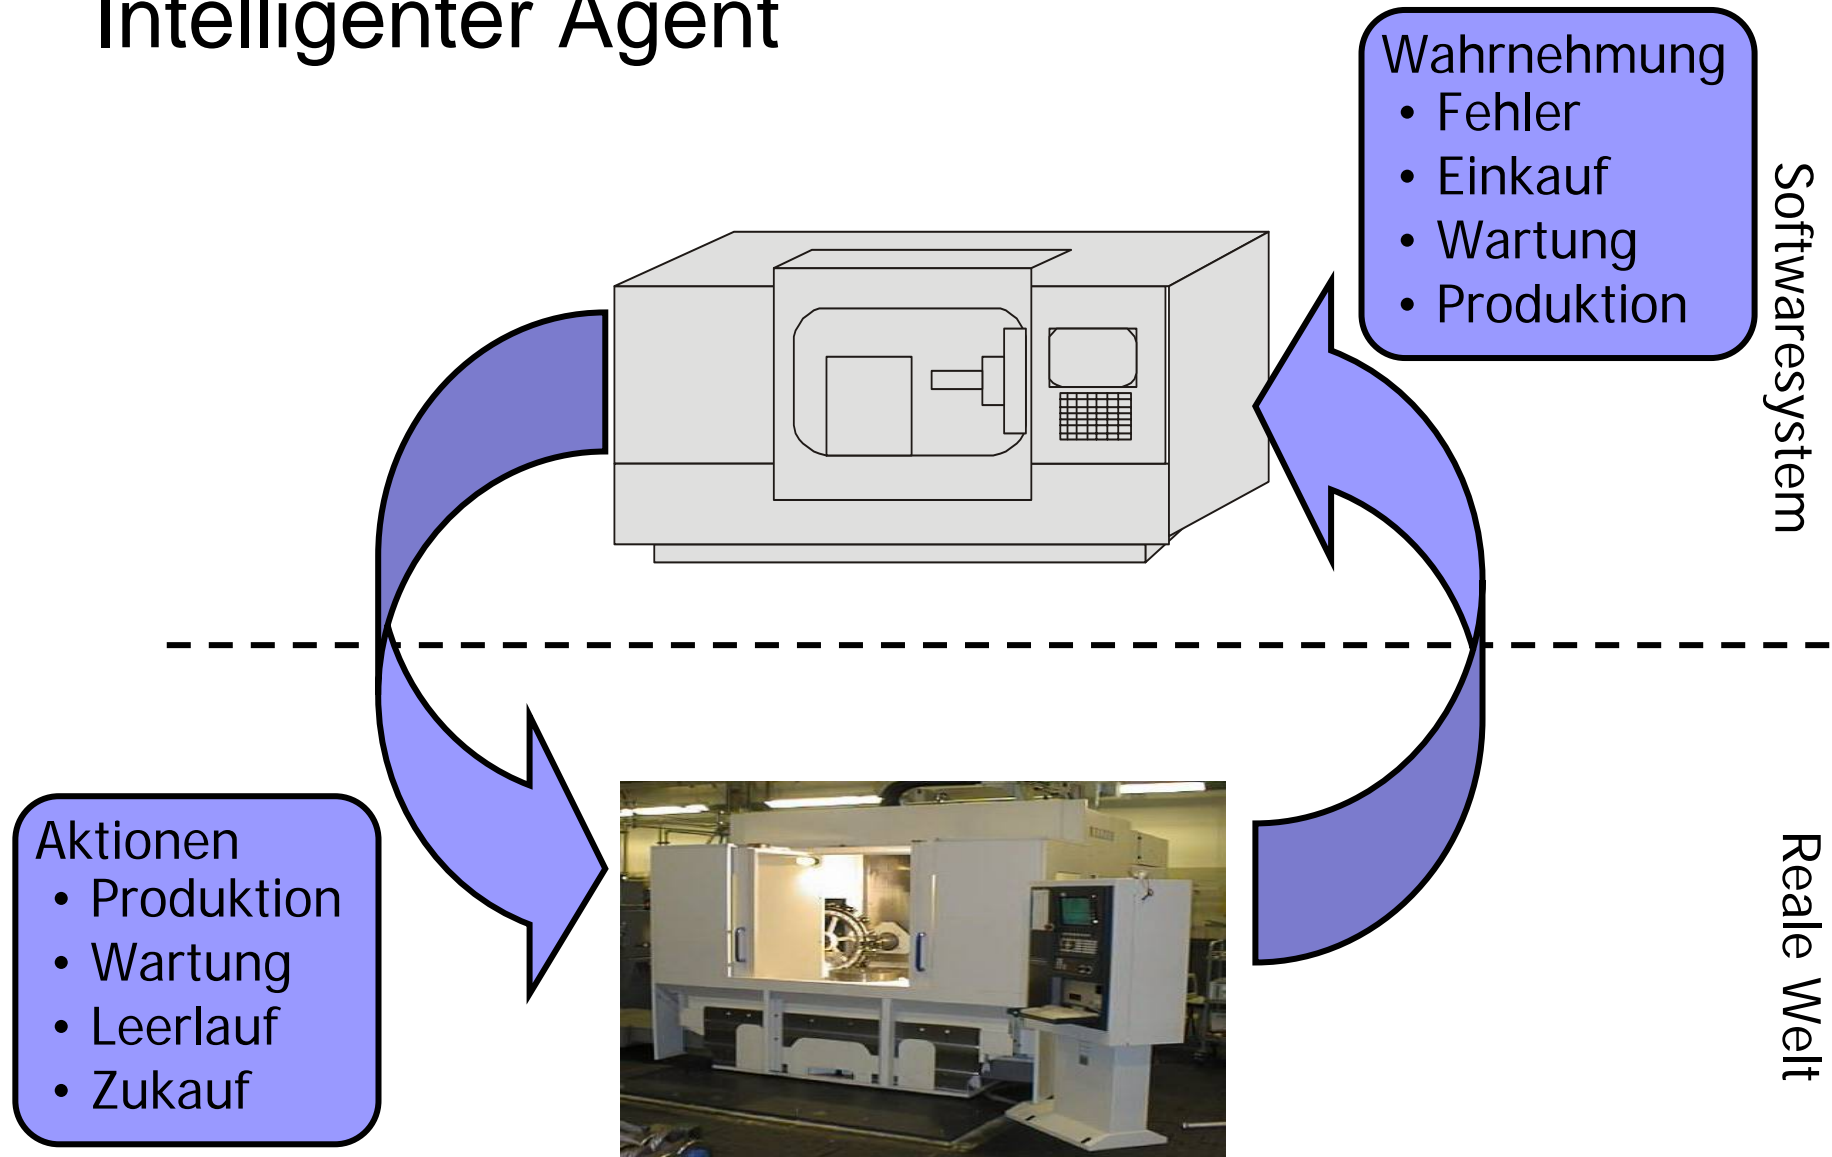 Intelligenter Agent
Wahrnehmung
• Fehler
• Einkauf
• Wartung
• Produktion
Softwaresystem
Aktionen
• Produktion
• Wartung
• Leerlauf
• Zukauf
Reale Welt